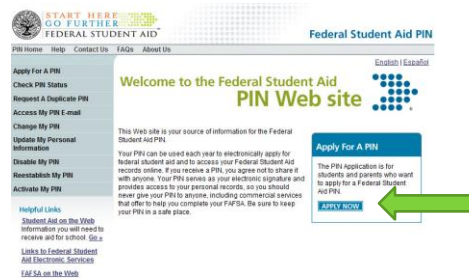 START HERE
GO FURTHER
FEDERAL STUDENT AID
Federal Student Aid PIN
PIN Home Help Contact Us FAQs About Us
English | Español
Apply For A PIN
Check PIN Status
Request A Duplicate PIN
Access My PIN E-mail
Change My PIN
Update My Personal
Information
Disable My PIN
Reestablish My PIN
Activate My PIN
Helpful Links
Student Aid on the Web
Information you will need to
receive aid for school. Go »
Links to Federal Student
Aid Electronic Services
FAFSA on the Web
Welcome to the Federal Student Aid
PIN Web site
This Web site is your source of information for the Federal
Student Aid PIN.
Your PIN can be used each year to electronically apply for
federal student aid and to access your Federal Student Aid
records online. If you receive a PIN, you agree not to share it
with anyone. Your PIN serves as your electronic signature and
provides access to your personal records, so you should
never give your PIN to anyone, including commercial services
that offer to help you complete your FAFSA. Be sure to keep
your PIN in a safe place.
Apply For A PIN
The PIN Application is for
students and parents who want
to apply for a Federal Student
Aid PIN.
APPLY NOW